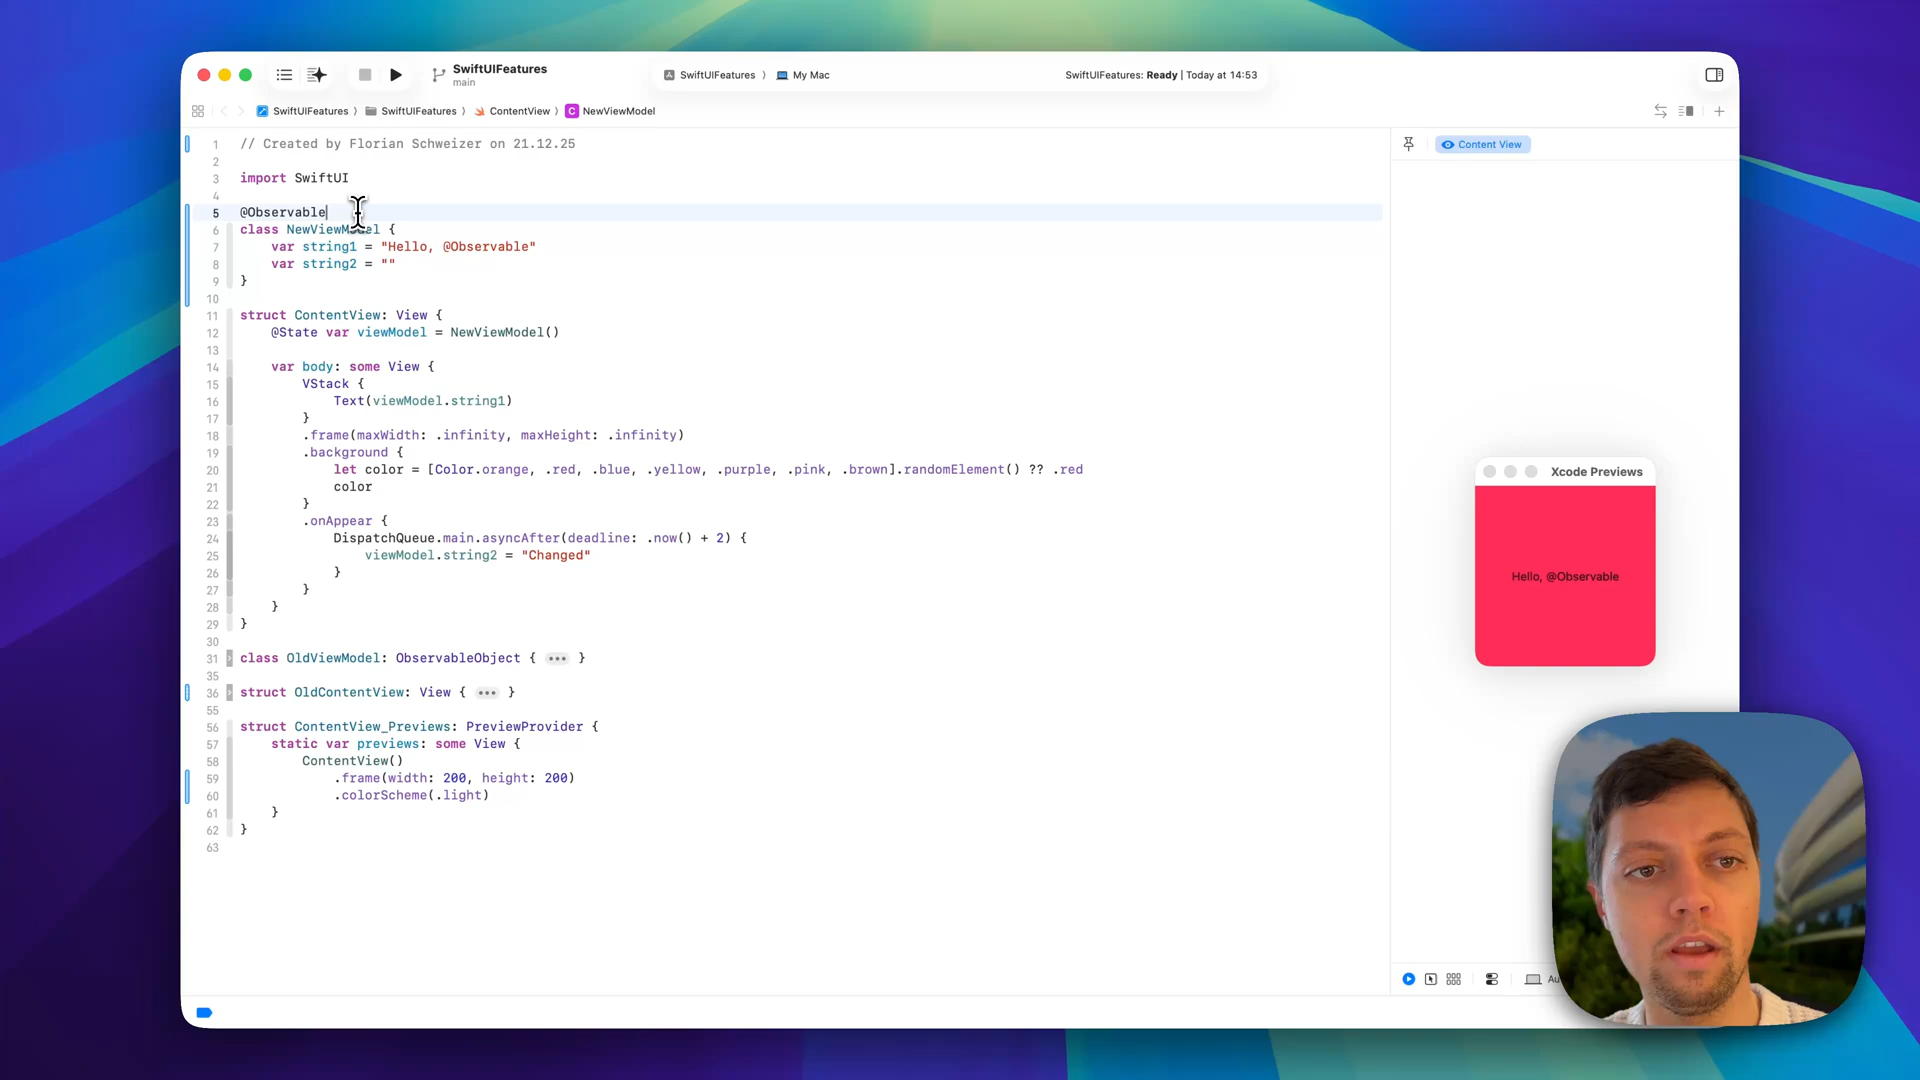 SwiftUIFeatures
main
SwiftUIFeatures 〉 My Mac
SwiftUIFeatures: Ready | Today at 14:53
SwiftUIFeatures 〉 SwiftUIFeatures 〉 ContentView 〉 C NewViewModel
1 // Created by Florian Schweizer on 21.12.25
2
3 import SwiftUI
4
5 @Observable
6 class NewViewModel {
7 var string1 = "Hello, @Observable"
8 var string2 = ""
9 }
10
11 struct ContentView: View {
12 @State var viewModel = NewViewModel()
13
14 var body: some View {
15 VStack {
16 Text(viewModel.string1)
17 }
18 .frame(maxWidth: .infinity, maxHeight: .infinity)
19 .background {
20 let color = [Color.orange, .red, .blue, .yellow, .purple, .pink, .brown].randomElement() ?? .red
21 color
22 }
23 .onAppear {
24 DispatchQueue.main.asyncAfter(deadline: .now() + 2) {
25 viewModel.string2 = "Changed"
26 }
27 }
28 }
29 }
30
31 class OldViewModel: ObservableObject { ••• }
35
36 struct OldContentView: View { ••• }
55
56 struct ContentView_Previews: PreviewProvider {
57 static var previews: some View {
58 ContentView()
59 .frame(width: 200, height: 200)
60 .colorScheme(.light)
61 }
62 }
63
Content View
Xcode Previews
Hello, @Observable